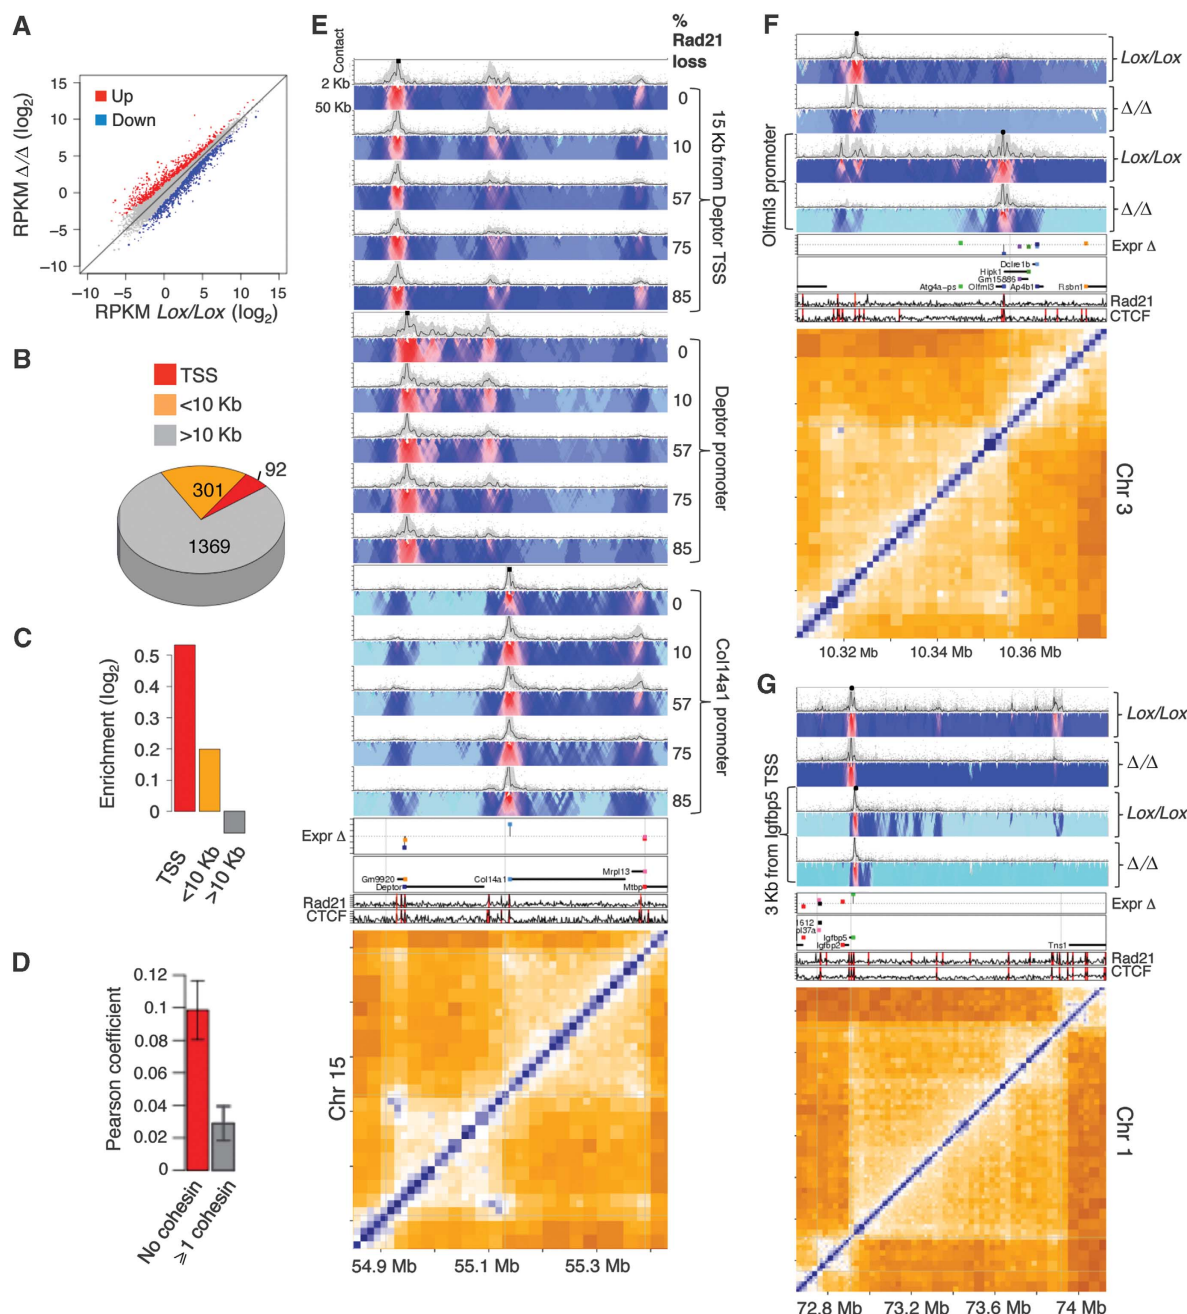 A
15
10
5
0
−5
−10
Up
Down
RPKM Δ/Δ (log2)
−10 −5 0 5 10 15
RPKM Lox/Lox (log2)
B
TSS
<10 Kb
>10 Kb
92
301
1369
C
Enrichment (log2)
0.5
0.4
0.3
0.2
0.1
0
TSS
<10 Kb
>10 Kb
D
Pearson coefficient
0.12
0.1
0.08
0.06
0.04
0.02
0
No cohesin
⩾1 cohesin
E
Contact
2 Kb
50 Kb
% Rad21 loss
0
10
57
75
85
15 Kb from Deptor TSS
0
10
57
75
85
Deptor promoter
0
10
57
75
85
Col14a1 promoter
Expr Δ
Mrpl13
Gm9920
Col14a1
Deptor
Mtbp
Rad21
CTCF
Chr 15
54.9 Mb 55.1 Mb 55.3 Mb
F
Lox/Lox
Δ/Δ
Lox/Lox
Δ/Δ
Olfml3 promoter
Expr Δ
Dclre1b
Hipk1
Gm15886
Atg4a−ps
Olfml3
Ap4b1
Rsbn1
Rad21
CTCF
Chr 3
10.32 Mb 10.34 Mb 10.36 Mb
G
Lox/Lox
Δ/Δ
Lox/Lox
Δ/Δ
3 Kb from Igfbp5 TSS
Expr Δ
1612
pl37a
Igfbp5
Igfbp2
Tns1
Rad21
CTCF
Chr 1
72.8 Mb 73.2 Mb 73.6 Mb 74 Mb